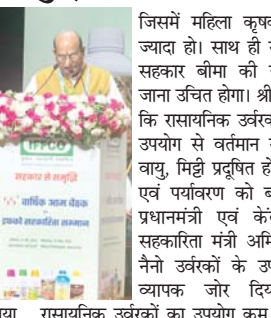 IFFCO
सहकार से समृद्धि
वार्षिक आम बैठक
इफको सहकारिता सम्मान
जिसमें महिला कृषक
ज्यादा हो। साथ ही
सहकार बीमा की
जाना उचित होगा। श्री
कि रासायनिक उर्वरक
उपयोग से वर्तमान
वायु, मिट्टी प्रदूषित हो
एवं पर्यावरण को ब
प्रधानमंत्री एवं के
सहकारिता मंत्री अमि
नैनो उर्वरकों के उप
व्यापक जोर दिय
रासायनिक उर्वरकों का उपयोग कम